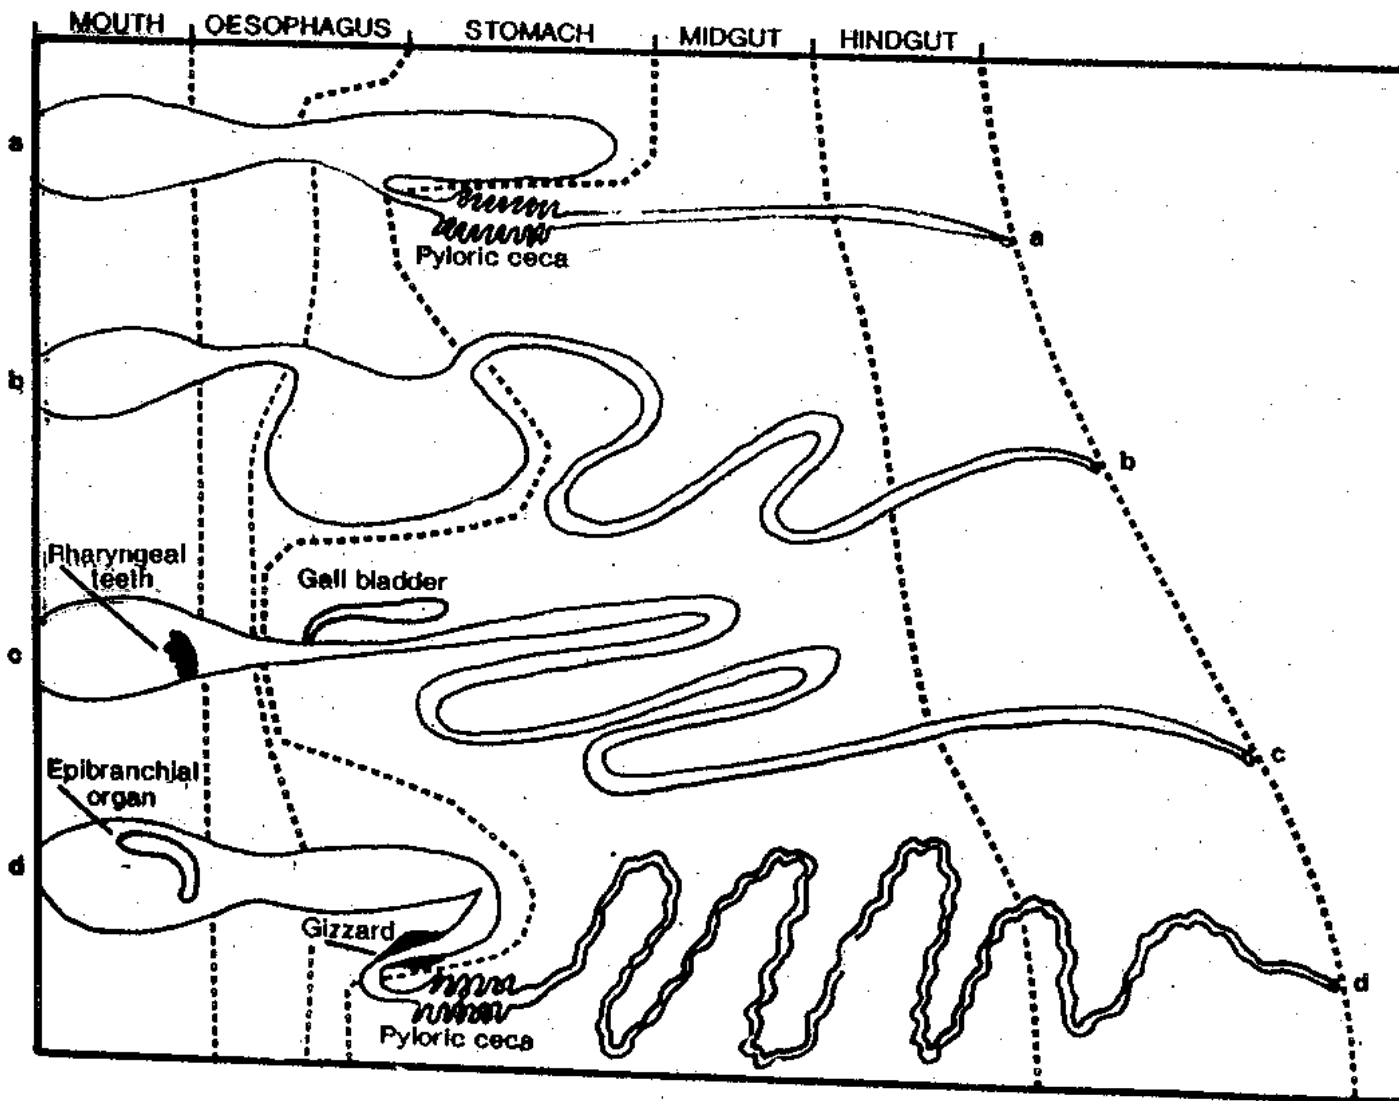 MOUTH OESOPHAGUS STOMACH MIDGUT HINDGUT
a
Pyloric ceca
a
b
b
Pharyngeal
teeth
Gall bladder
c
c
Epibranchial
organ
d
Gizzard
d
Pyloric ceca